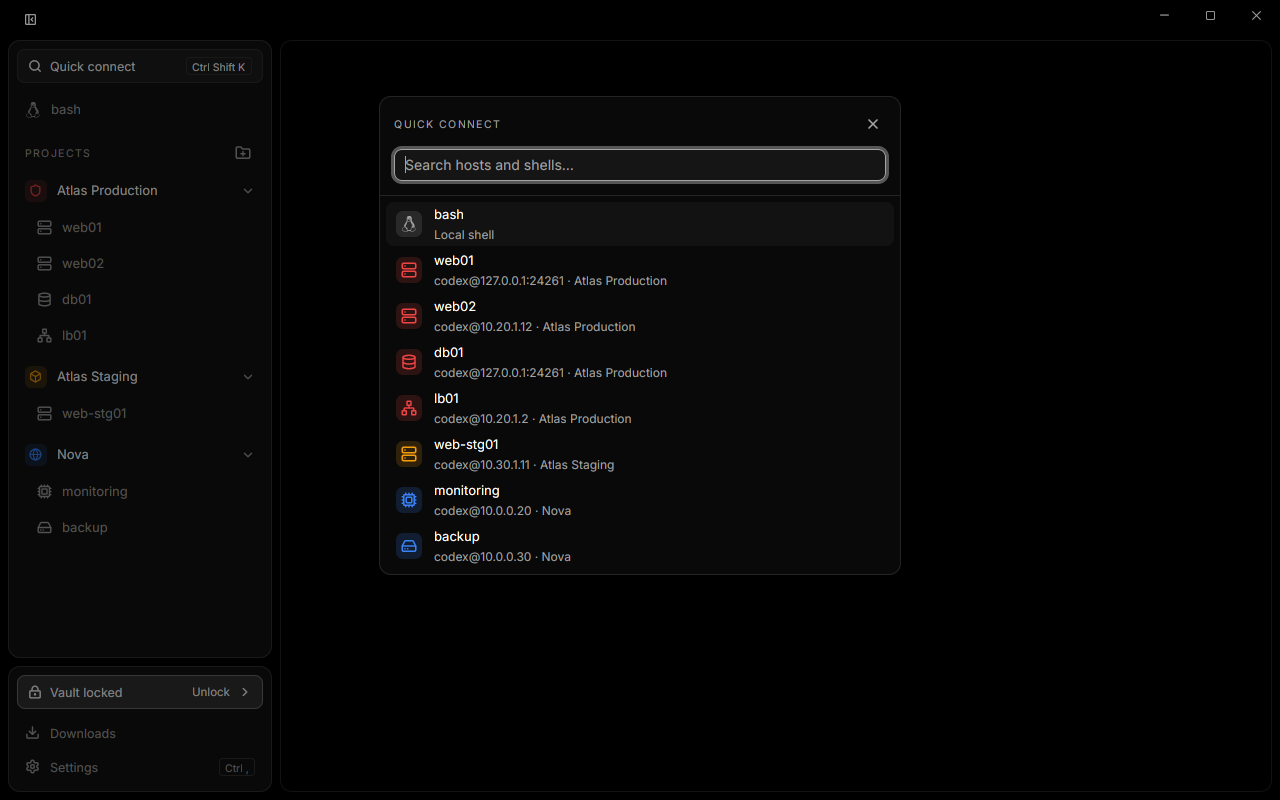 Quick connect
Ctrl Shift K
bash
PROJECTS
Atlas Production
web01
web02
db01
lb01
Atlas Staging
web-stg01
Nova
monitoring
backup
Vault locked
Unlock
Downloads
Settings
Ctrl ,
QUICK CONNECT
Search hosts and shells...
bash
Local shell
web01
codex@127.0.0.1:24261 · Atlas Production
web02
codex@10.20.1.12 · Atlas Production
db01
codex@127.0.0.1:24261 · Atlas Production
lb01
codex@10.20.1.2 · Atlas Production
web-stg01
codex@10.30.1.11 · Atlas Staging
monitoring
codex@10.0.0.20 · Nova
backup
codex@10.0.0.30 · Nova